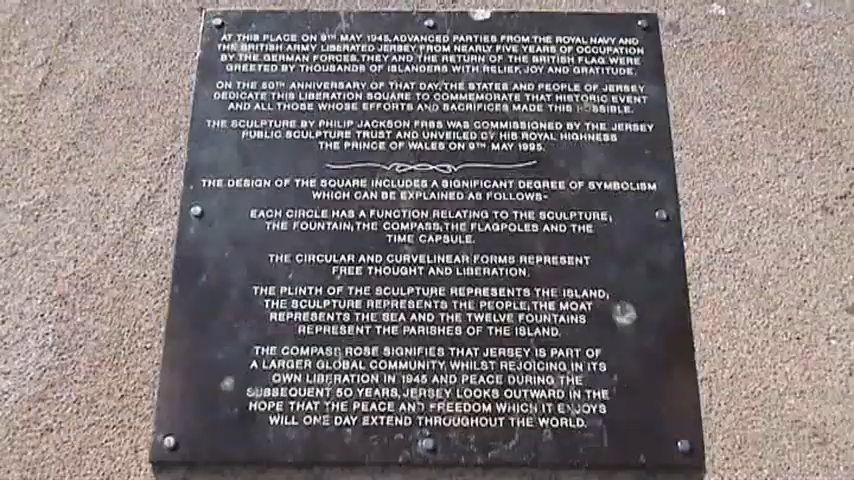 AT THIS PLACE ON 9TH MAY 1945, ADVANCED PARTIES FROM THE ROYAL NAVY AND
THE BRITISH ARMY LIBERATED JERSEY FROM NEARLY FIVE YEARS OF OCCUPATION
BY THE GERMAN FORCES. THEY AND THE RETURN OF THE BRITISH FLAG WERE
GREETED BY THOUSANDS OF ISLANDERS WITH RELIEF, JOY AND GRATITUDE.
ON THE 50TH ANNIVERSARY OF THAT DAY, THE STATES AND PEOPLE OF JERSEY
DEDICATE THIS LIBERATION SQUARE TO COMMEMORATE THAT HISTORIC EVENT
AND ALL THOSE WHOSE EFFORTS AND SACRIFICES MADE THIS POSSIBLE.
THE SCULPTURE BY PHILIP JACKSON FRBS WAS COMMISSIONED BY THE JERSEY
PUBLIC SCULPTURE TRUST AND UNVEILED BY HIS ROYAL HIGHNESS
THE PRINCE OF WALES ON 9TH MAY 1995.
THE DESIGN OF THE SQUARE INCLUDES A SIGNIFICANT DEGREE OF SYMBOLISM
WHICH CAN BE EXPLAINED AS FOLLOWS-
EACH CIRCLE HAS A FUNCTION RELATING TO THE SCULPTURE;
THE FOUNTAIN; THE COMPASS; THE FLAGPOLES AND THE
TIME CAPSULE.
THE CIRCULAR AND CURVELINEAR FORMS REPRESENT
FREE THOUGHT AND LIBERATION.
THE PLINTH OF THE SCULPTURE REPRESENTS THE ISLAND;
THE SCULPTURE REPRESENTS THE PEOPLE; THE MOAT
REPRESENTS THE SEA AND THE TWELVE FOUNTAINS
REPRESENT THE PARISHES OF THE ISLAND.
THE COMPASS ROSE SIGNIFIES THAT JERSEY IS PART OF
A LARGER GLOBAL COMMUNITY. WHILST REJOICING IN ITS
OWN LIBERATION IN 1945 AND PEACE DURING THE
SUBSEQUENT 50 YEARS, JERSEY LOOKS OUTWARD IN THE
HOPE THAT THE PEACE AND FREEDOM WHICH IT ENJOYS
WILL ONE DAY EXTEND THROUGHOUT THE WORLD.